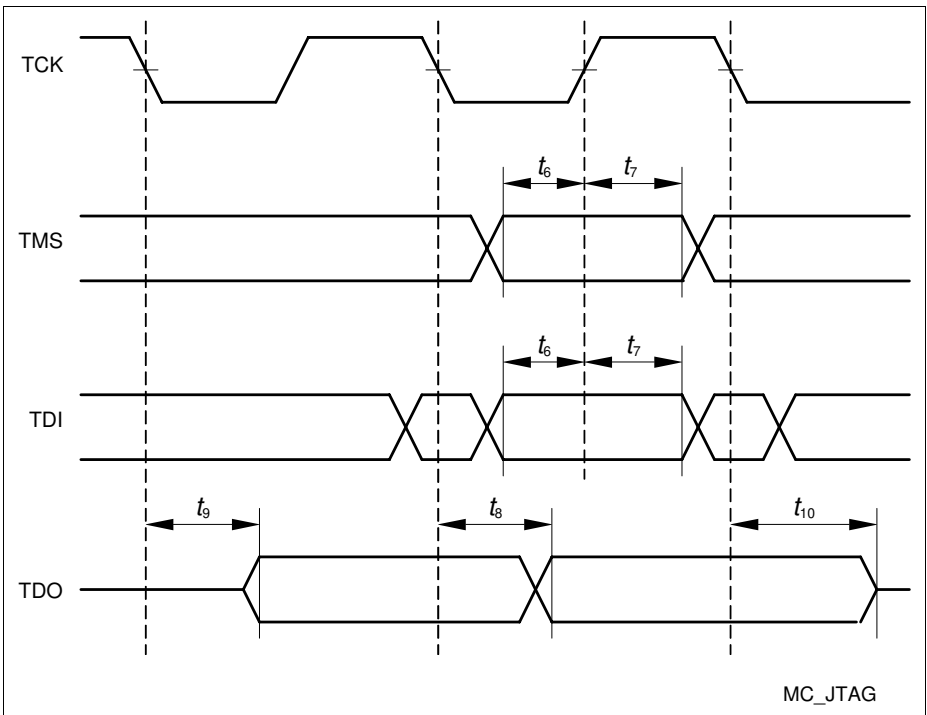 TCK
t6 t7
TMS
t6 t7
TDI
t9 t8 t10
TDO
MC_JTAG